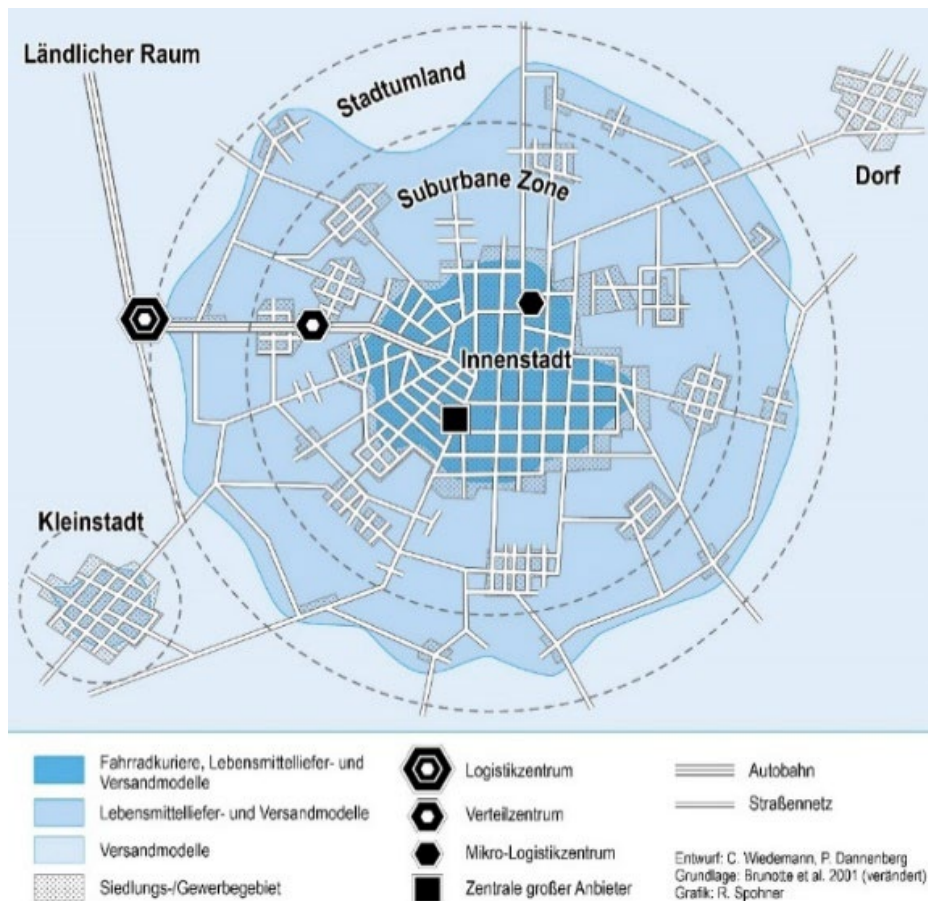 Ländlicher Raum
Stadtumland
Suburbane Zone
Dorf
Innenstadt
Kleinstadt
Fahrradkuriere, Lebensmittelliefer- und
Versandmodelle
Lebensmittelliefer- und Versandmodelle
Versandmodelle
Siedlungs-/Gewerbegebiet
Logistikzentrum
Verteilzentrum
Mikro-Logistikzentrum
Zentrale großer Anbieter
Autobahn
Straßennetz
Entwurf: C. Wiedemann, P. Dannenberg
Grundlage: Brunotte et al. 2001 (verändert)
Grafik: R. Spohner